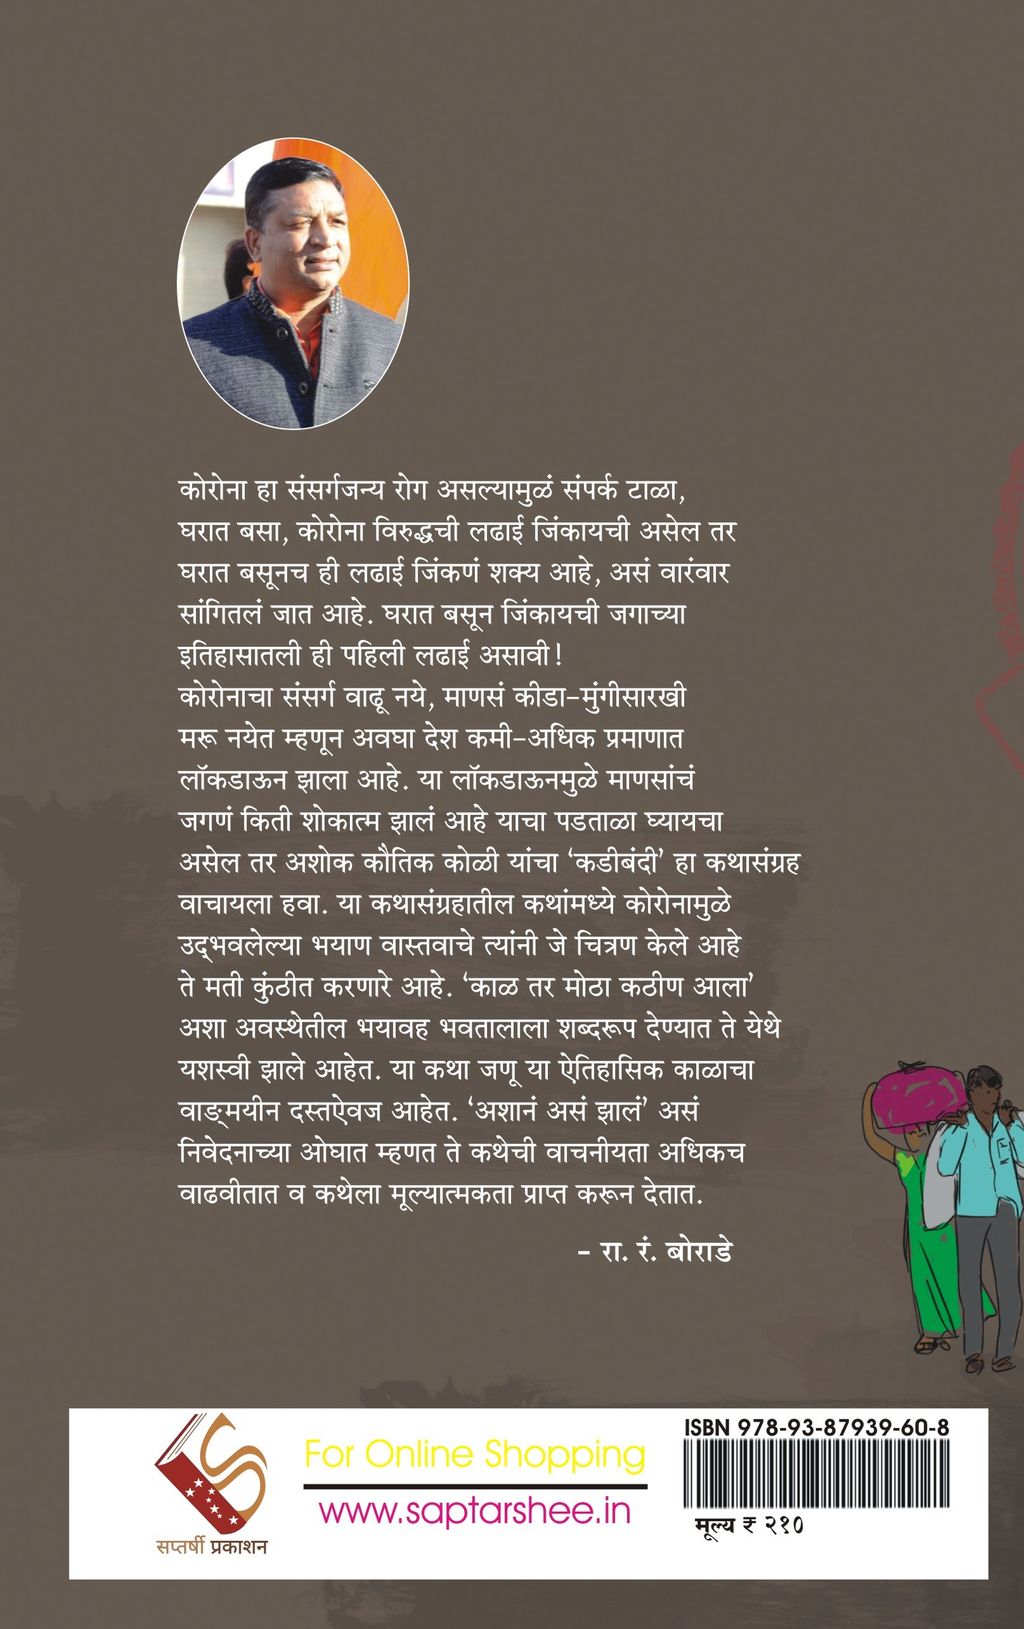 कोरोना हा संसर्गजन्य रोग असल्यामुळं संपर्क टाळा,
घरात बसा, कोरोना विरुद्धची लढाई जिंकायची असेल तर
घरात बसूनच ही लढाई जिंकणं शक्य आहे, असं वारंवार
सांगितलं जात आहे. घरात बसून जिंकायची जगाच्या
इतिहासातली ही पहिली लढाई असावी!
कोरोनाचा संसर्ग वाढू नये, माणसं कीडा-मुंगीसारखी
मरू नयेत म्हणून अवघा देश कमी-अधिक प्रमाणात
लॉकडाऊन झाला आहे. या लॉकडाऊनमुळे माणसांचं
जगणं किती शोकात्म झालं आहे याचा पडताळा घ्यायचा
असेल तर अशोक कौतिक कोळी यांचा ‘कडीबंदी’ हा कथासंग्रह
वाचायला हवा. या कथासंग्रहातील कथांमध्ये कोरोनामुळे
उद्‌भवलेल्या भयाण वास्तवाचे त्यांनी जे चित्रण केले आहे
ते मती कुंठीत करणारे आहे. ‘काळ तर मोठा कठीण आला’
अशा अवस्थेतील भयावह भवतालाला शब्दरूप देण्यात ते येथे
यशस्वी झाले आहेत. या कथा जणू या ऐतिहासिक काळाचा
वाङ्‌मयीन दस्तऐवज आहेत. ‘अशानं असं झालं’ असं
निवेदनाच्या ओघात म्हणत ते कथेची वाचनीयता अधिकच
वाढवीतात व कथेला मूल्यात्मकता प्राप्त करून देतात.
- रा. रं. बोराडे
सप्तर्षी प्रकाशन
For Online Shopping
www.saptarshee.in
ISBN 978-93-87939-60-8
मूल्य ₹ २१०